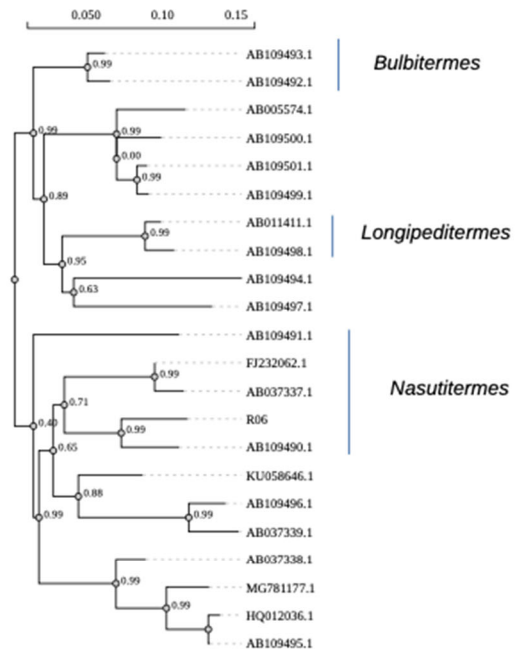 0.050 0.10 0.15
AB109493.1
0.99
Bulbitermes
AB109492.1
AB005574.1
0.99
0.99
AB109500.1
0.00
AB109501.1
0.99
AB109499.1
0.89
AB011411.1
0.99
Longipeditermes
AB109498.1
0.95
AB109494.1
0.63
AB109497.1
AB109491.1
FJ232062.1
0.99
AB037337.1
Nasutitermes
0.71
R06
0.40
0.99
AB109490.1
0.65
KU058646.1
0.88
AB109496.1
0.99
0.99
AB037339.1
AB037338.1
0.99
MG781177.1
0.99
HQ012036.1
AB109495.1